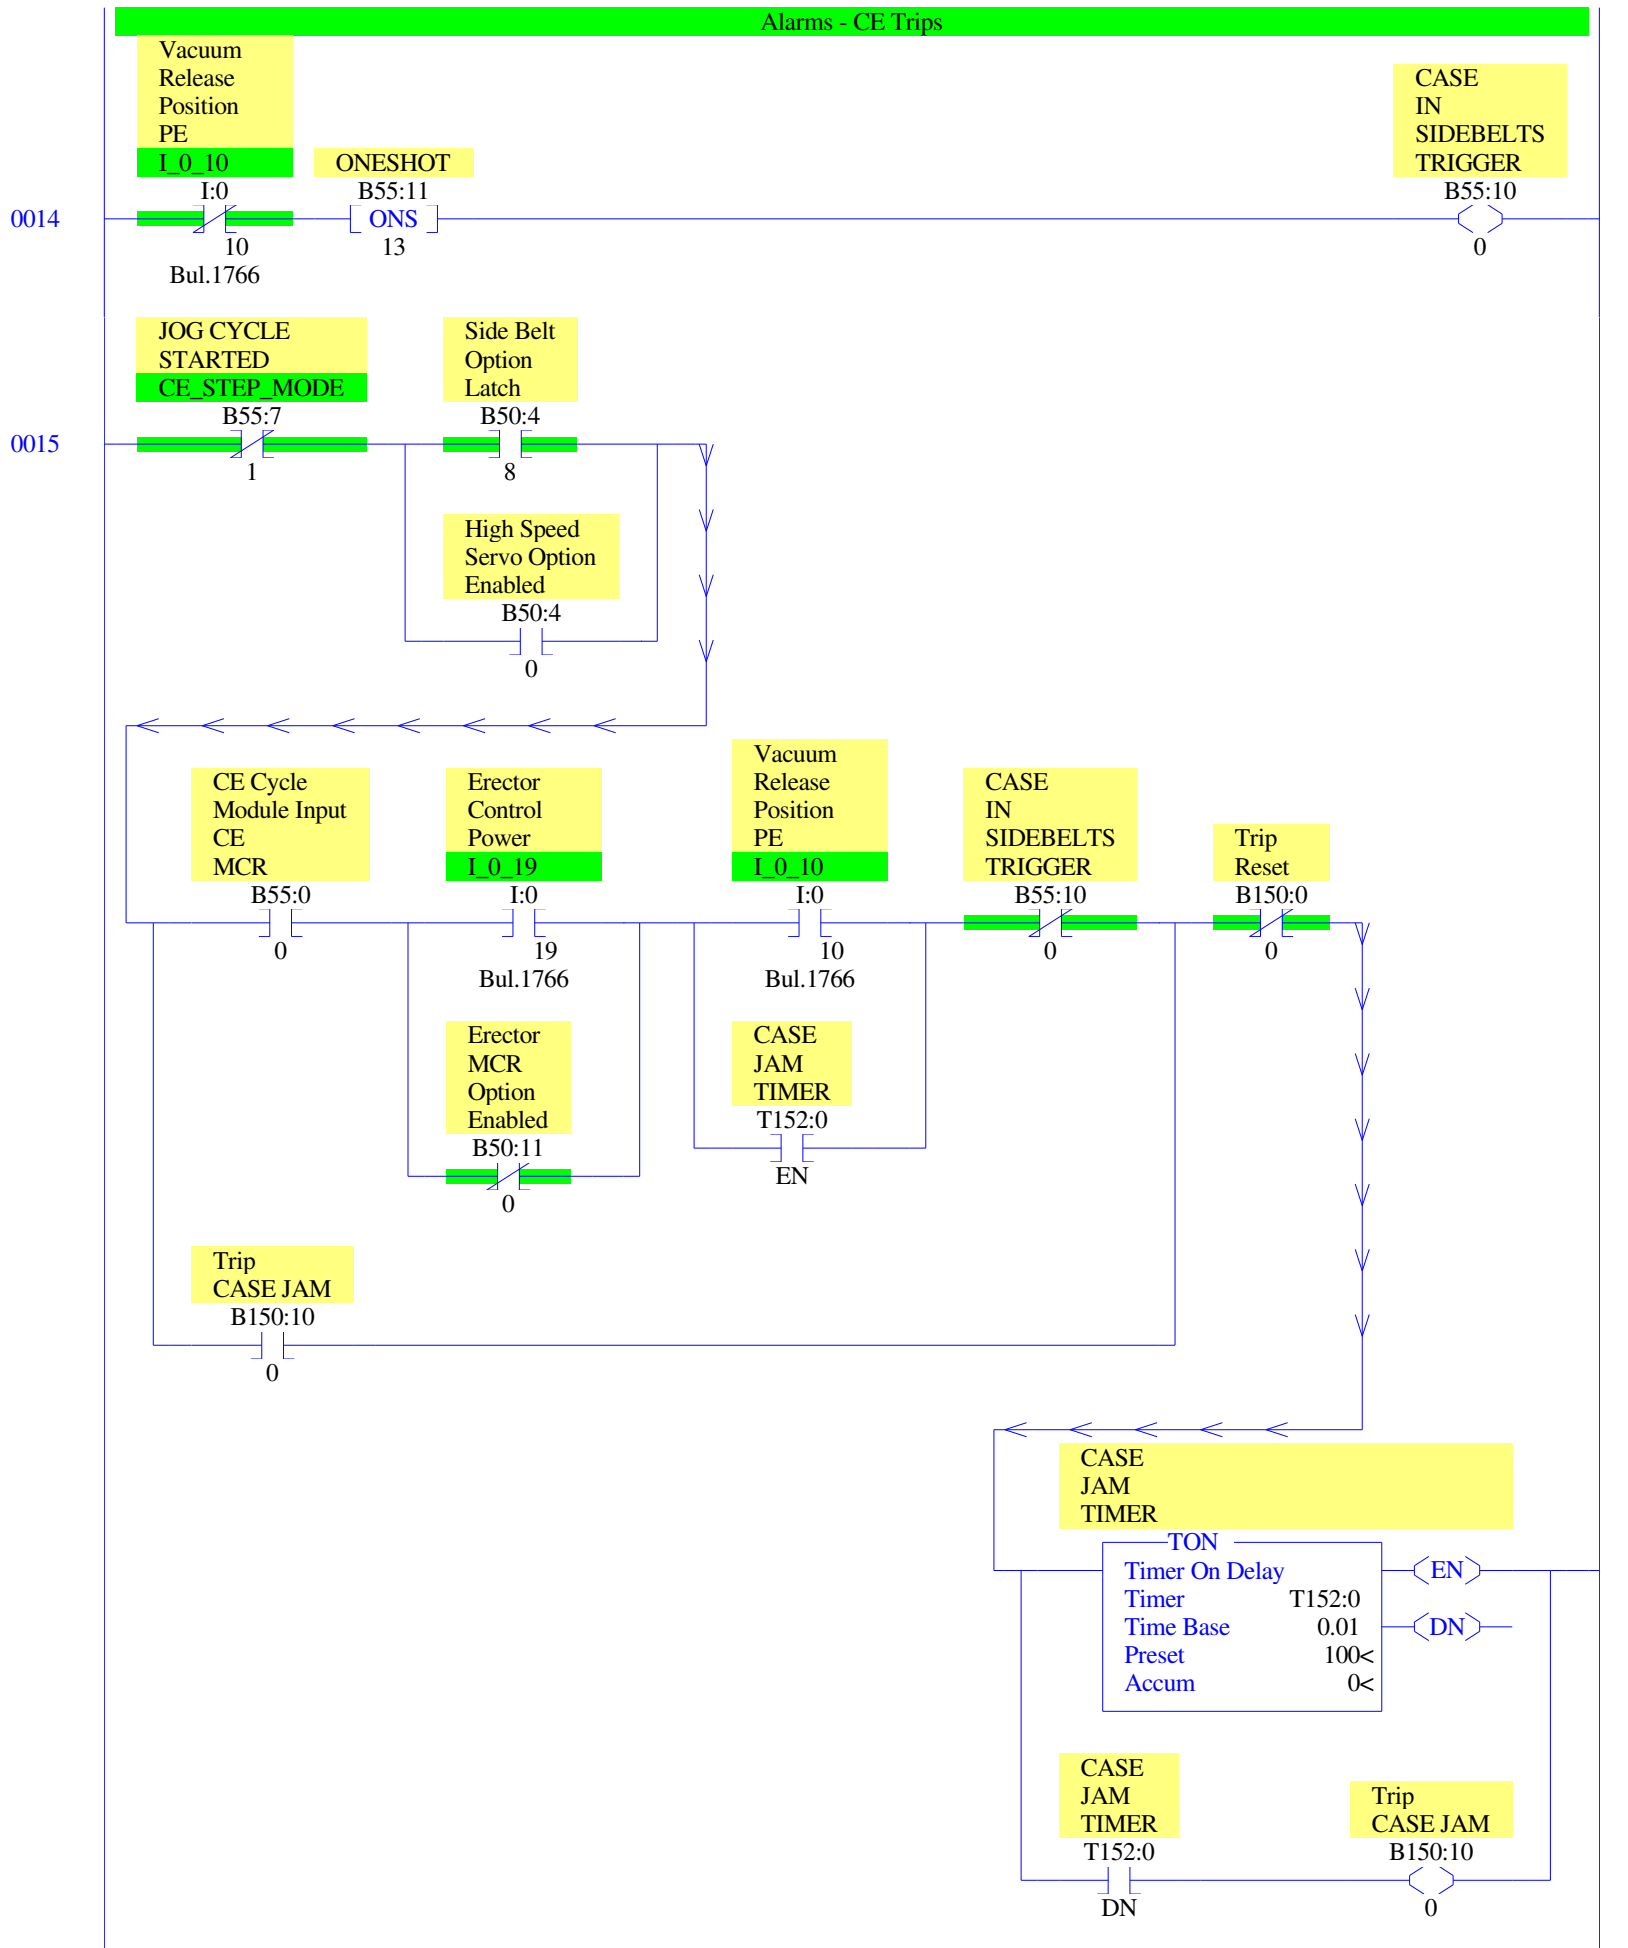 Alarms - CE Trips
Vacuum
Release
Position
PE
I_0_10
I:0
10
Bul.1766
ONESHOT
B55:11
ONS
13
CASE
IN
SIDEBELTS
TRIGGER
B55:10
0
0014
JOG CYCLE
STARTED
CE_STEP_MODE
B55:7
1
Side Belt
Option
Latch
B50:4
8
0015
High Speed
Servo Option
Enabled
B50:4
0
CE Cycle
Module Input
CE
MCR
B55:0
0
Erector
Control
Power
I_0_19
I:0
19
Bul.1766
Vacuum
Release
Position
PE
I_0_10
I:0
10
Bul.1766
CASE
IN
SIDEBELTS
TRIGGER
B55:10
0
Trip
Reset
B150:0
0
Erector
MCR
Option
Enabled
B50:11
0
CASE
JAM
TIMER
T152:0
EN
Trip
CASE JAM
B150:10
0
CASE
JAM
TIMER
TON
Timer On Delay
Timer T152:0
Time Base 0.01
Preset 100<
Accum 0<
EN
DN
CASE
JAM
TIMER
T152:0
DN
Trip
CASE JAM
B150:10
0